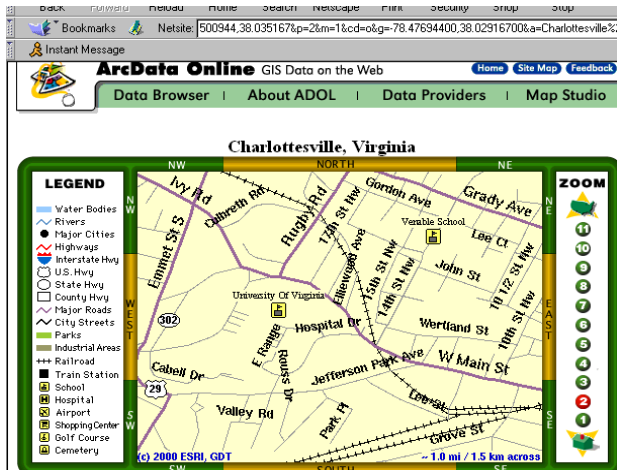 Back Forward Reload Home Search Netscape Print Security Shop Stop
Bookmarks Netsite: 500944,38.035167&p=2&m=1&cd=o&g=-78.47694400,38.02916700&a=Charlottesville%2
Instant Message
ArcData Online GIS Data on the Web Home Site Map Feedback
Data Browser | About ADOL | Data Providers | Map Studio
Charlottesville, Virginia
NW NORTH NE
LEGEND
Water Bodies
Rivers
Major Cities
Highways
Interstate Hwy
U.S. Hwy
State Hwy
County Hwy
Major Roads
City Streets
Parks
Industrial Areas
Railroad
Train Station
School
Hospital
Airport
Shopping Center
Golf Course
Cemetery
NW
WEST
SW
Ivy Rd
Culbreth Rd
Rugby Rd
17th St Nw
Gordon Ave
Grady Ave
Venable School
Lee Ct
Emmet St S
Elliewood Ave
15th St Nw
14th St Nw
John St
10 1/2 St Nw
10th St Nw
University Of Virginia
302
Hospital Dr
Wertland St
E Range
Rouss Dr
Jefferson Park Ave
W Main St
Cabell Dr
29
Valley Rd
Park Pl
Grove St
(c) 2000 ESRI, GDT
~ 1.0 mi / 1.5 km across
NE
EAST
SE
ZOOM
11
10
9
8
7
6
5
4
3
2
1
SW SOUTH SE